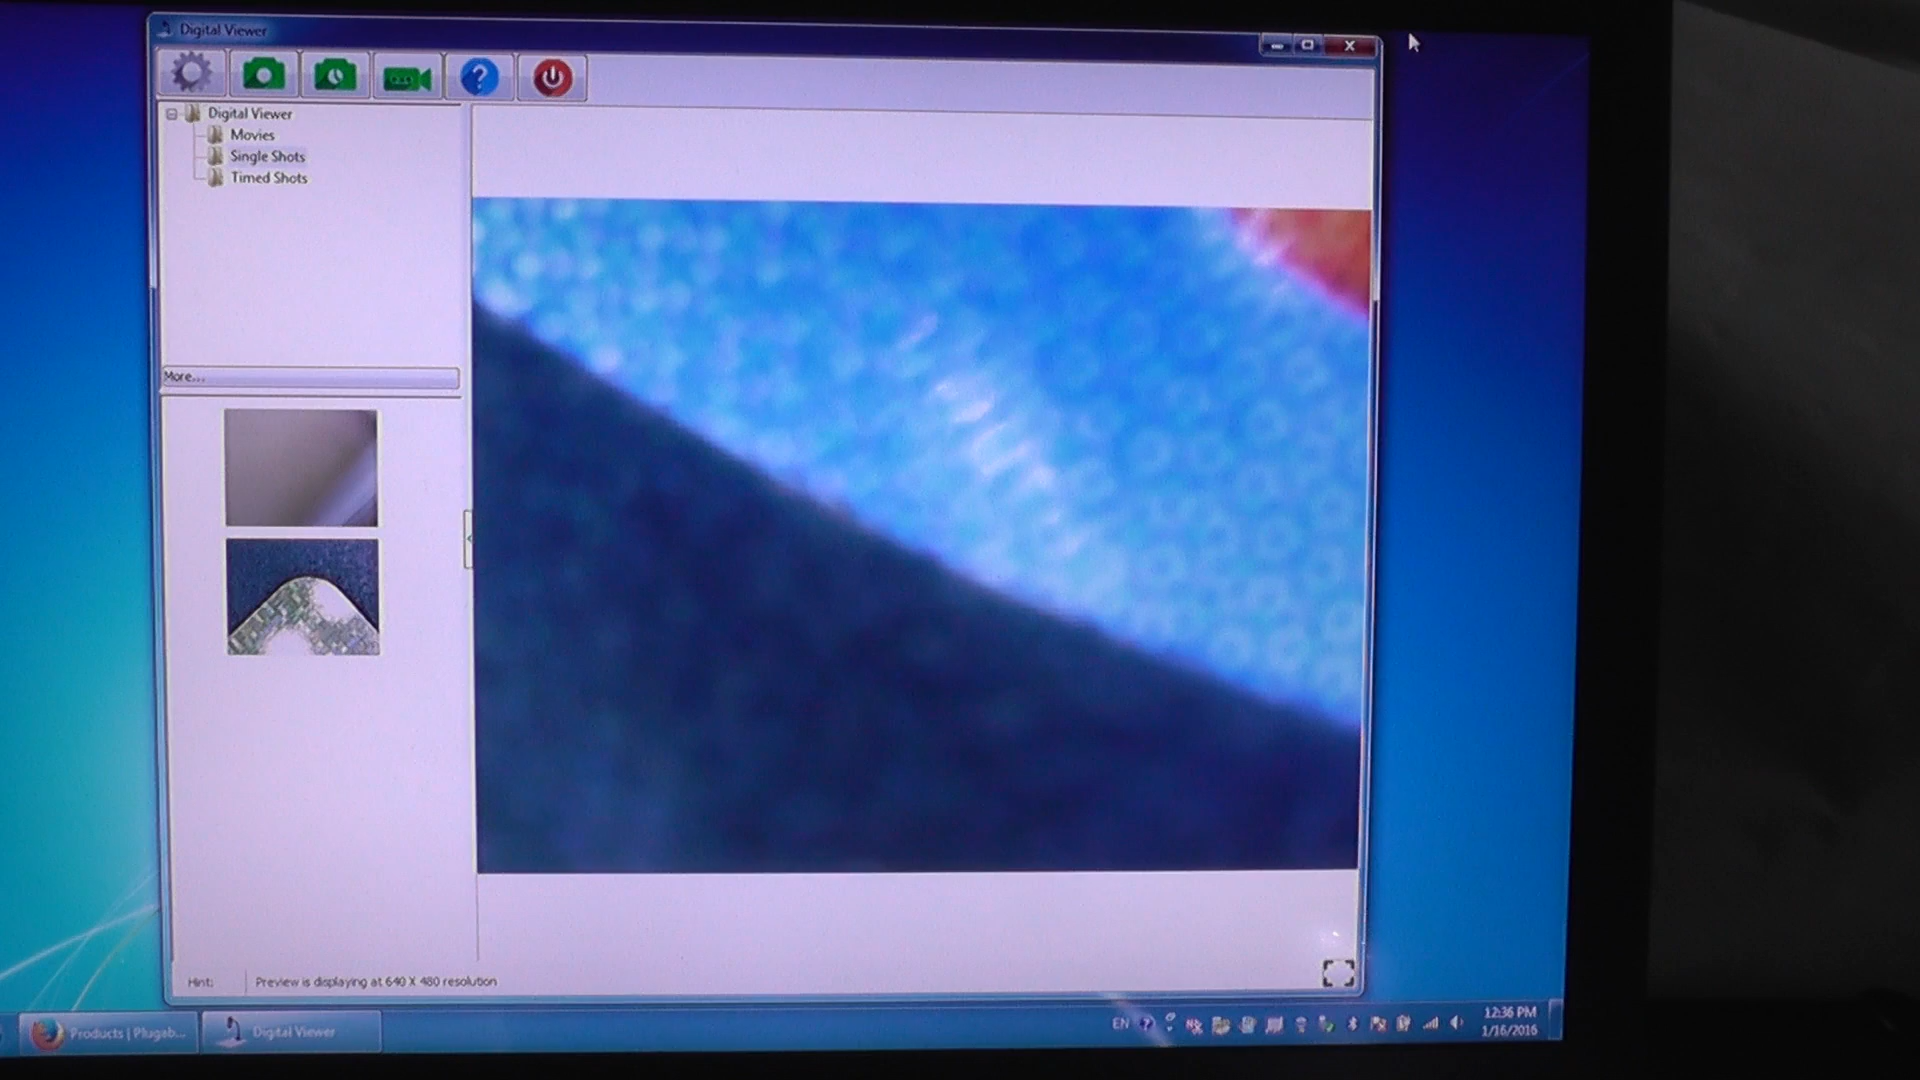 Digital Viewer
Digital Viewer
Movies
Single Shots
Timed Shots
More...
Hint:
Preview is displaying at 640 X 480 resolution
Products | Plugab...
Digital Viewer
EN
12:36 PM
1/16/2016